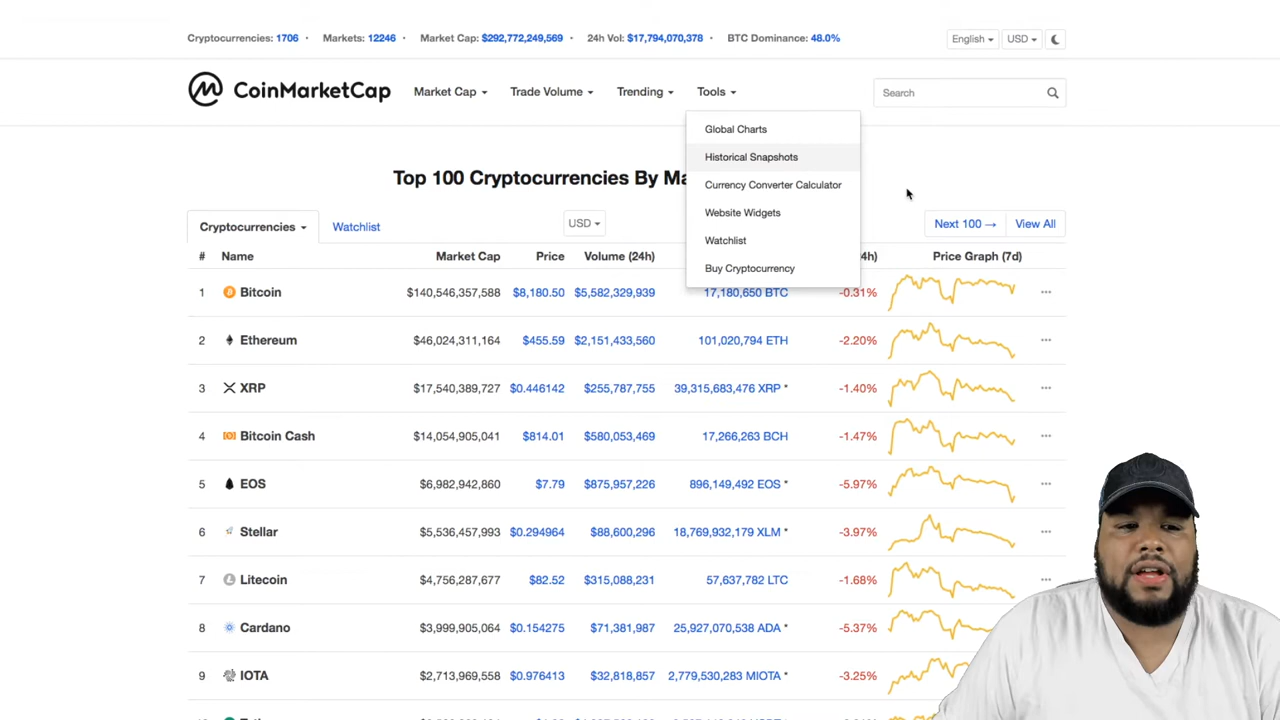 Cryptocurrencies: 1706 • Markets: 12246 • Market Cap: $292,772,249,569 • 24h Vol: $17,794,070,378 • BTC Dominance: 48.0% English USD
CoinMarketCap Market Cap Trade Volume Trending Tools Search
Global Charts
Historical Snapshots
Currency Converter Calculator
Website Widgets
Watchlist
Buy Cryptocurrency
Top 100 Cryptocurrencies By Ma
Cryptocurrencies Watchlist USD Next 100 → View All
# Name Market Cap Price Volume (24h) 4h) Price Graph (7d)
1 Bitcoin $140,546,357,588 $8,180.50 $5,582,329,939 17,180,650 BTC -0.31%
2 Ethereum $46,024,311,164 $455.59 $2,151,433,560 101,020,794 ETH -2.20%
3 XRP $17,540,389,727 $0.446142 $255,787,755 39,315,683,476 XRP * -1.40%
4 Bitcoin Cash $14,054,905,041 $814.01 $580,053,469 17,266,263 BCH -1.47%
5 EOS $6,982,942,860 $7.79 $875,957,226 896,149,492 EOS * -5.97%
6 Stellar $5,536,457,993 $0.294964 $88,600,296 18,769,932,179 XLM * -3.97%
7 Litecoin $4,756,287,677 $82.52 $315,088,231 57,637,782 LTC -1.68%
8 Cardano $3,999,905,064 $0.154275 $71,381,987 25,927,070,538 ADA * -5.37%
9 IOTA $2,713,969,558 $0.976413 $32,818,857 2,779,530,283 MIOTA * -3.25%